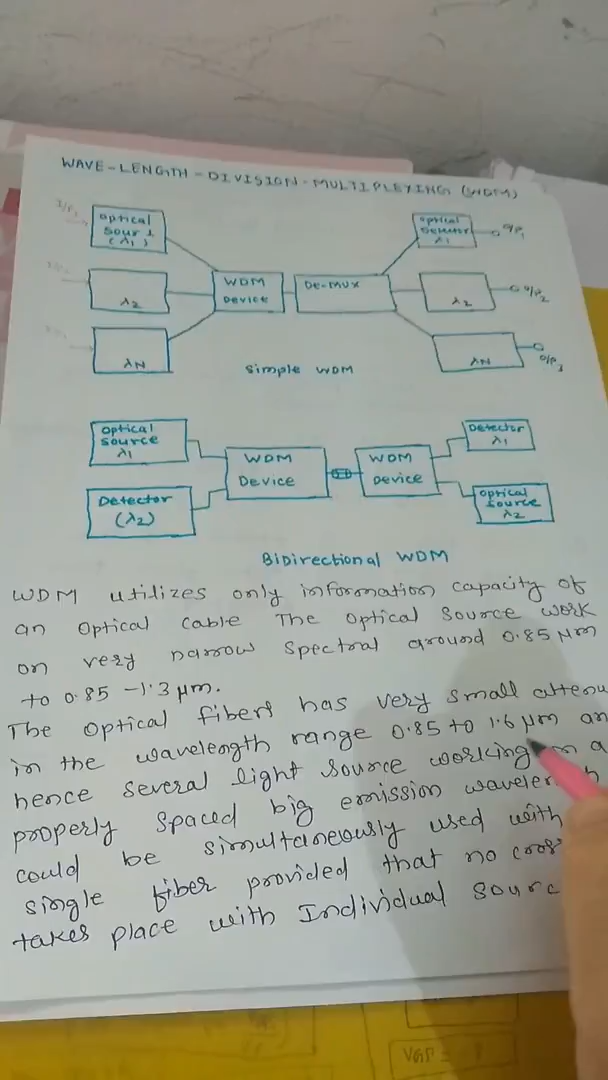 WAVE-LENGTH-DIVISION-MULTIPLEXING (WDM)
Optical
Sour
(λ1)
λ2
λN
WDM
Device
De-mux
Optical
Detector
λ1
O/P1
λ2
O/P2
λN
O/P3
Simple WDM
Optical
Source
λ1
Detector
(λ2)
WDM
Device
WDM
Device
Detector
λ1
Optical
Source
λ2
Bidirectional WDM
WDM utilizes only information capacity of
an Optical cable The Optical Source work
on very narrow Spectral around 0.85 μm
to 0.85 -1.3 μm.
The Optical fibers has very small attenu
in the wavelength range 0.85 to 1.6 μm an
hence several light Source working
properly spaced big emission
could be simultaneously used with
single fiber provided that no
takes place with Individual Sourc
VGF =